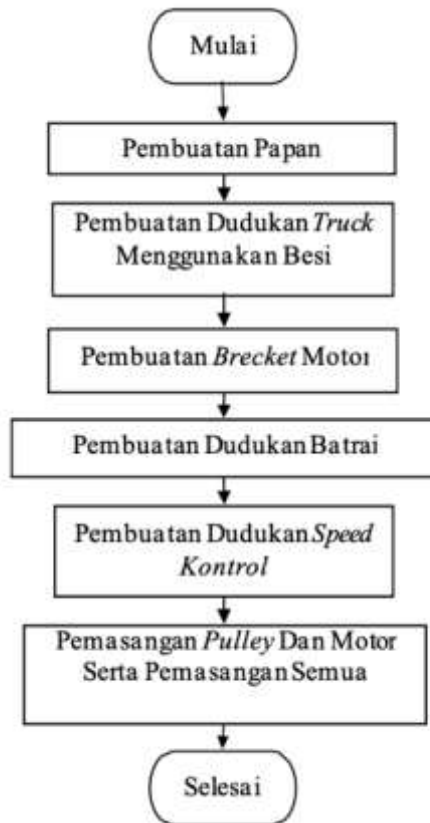 Mulai
Pembuatan Papan
Pembuatan Dudukan Truck
Menggunakan Besi
Pembuatan Brecket Motor
Pembuatan Dudukan Batrai
Pembuatan Dudukan Speed
Kontrol
Pemasangan Pulley Dan Motor
Serta Pemasangan Semua
Selesai